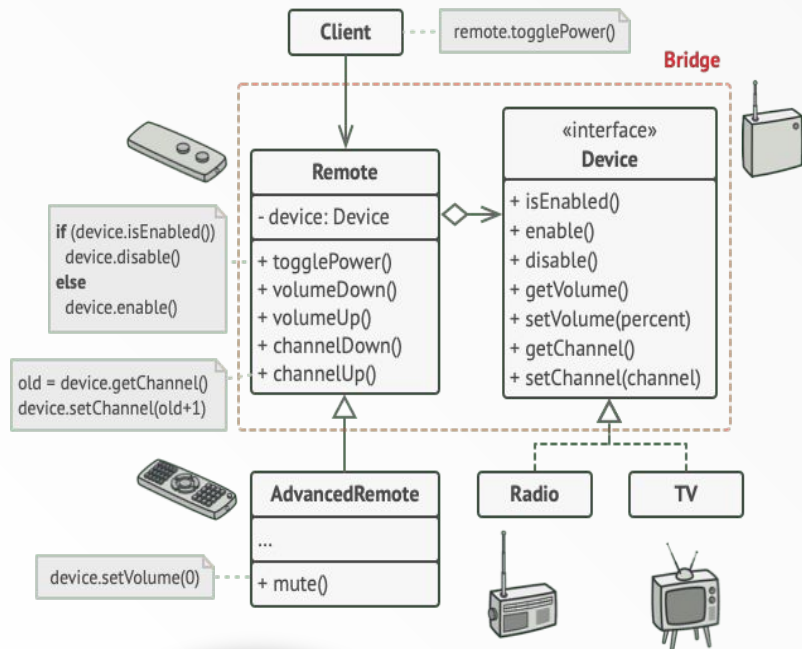 Client
remote.togglePower()
Bridge
Remote
- device: Device
+ togglePower()
+ volumeDown()
+ volumeUp()
+ channelDown()
+ channelUp()
«interface»
Device
+ isEnabled()
+ enable()
+ disable()
+ getVolume()
+ setVolume(percent)
+ getChannel()
+ setChannel(channel)
if (device.isEnabled())
device.disable()
else
device.enable()
old = device.getChannel()
device.setChannel(old+1)
AdvancedRemote
...
+ mute()
device.setVolume(0)
Radio
TV